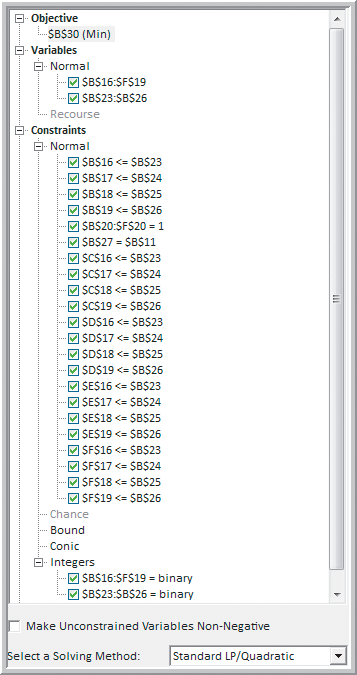 Objective
$B$30 (Min)
Variables
Normal
$B$16:$F$19
$B$23:$B$26
Recourse
Constraints
Normal
$B$16 <= $B$23
$B$17 <= $B$24
$B$18 <= $B$25
$B$19 <= $B$26
$B$20:$F$20 = 1
$B$27 = $B$11
$C$16 <= $B$23
$C$17 <= $B$24
$C$18 <= $B$25
$C$19 <= $B$26
$D$16 <= $B$23
$D$17 <= $B$24
$D$18 <= $B$25
$D$19 <= $B$26
$E$16 <= $B$23
$E$17 <= $B$24
$E$18 <= $B$25
$E$19 <= $B$26
$F$16 <= $B$23
$F$17 <= $B$24
$F$18 <= $B$25
$F$19 <= $B$26
Chance
Bound
Conic
Integers
$B$16:$F$19 = binary
$B$23:$B$26 = binary
Make Unconstrained Variables Non-Negative
Select a Solving Method: Standard LP/Quadratic